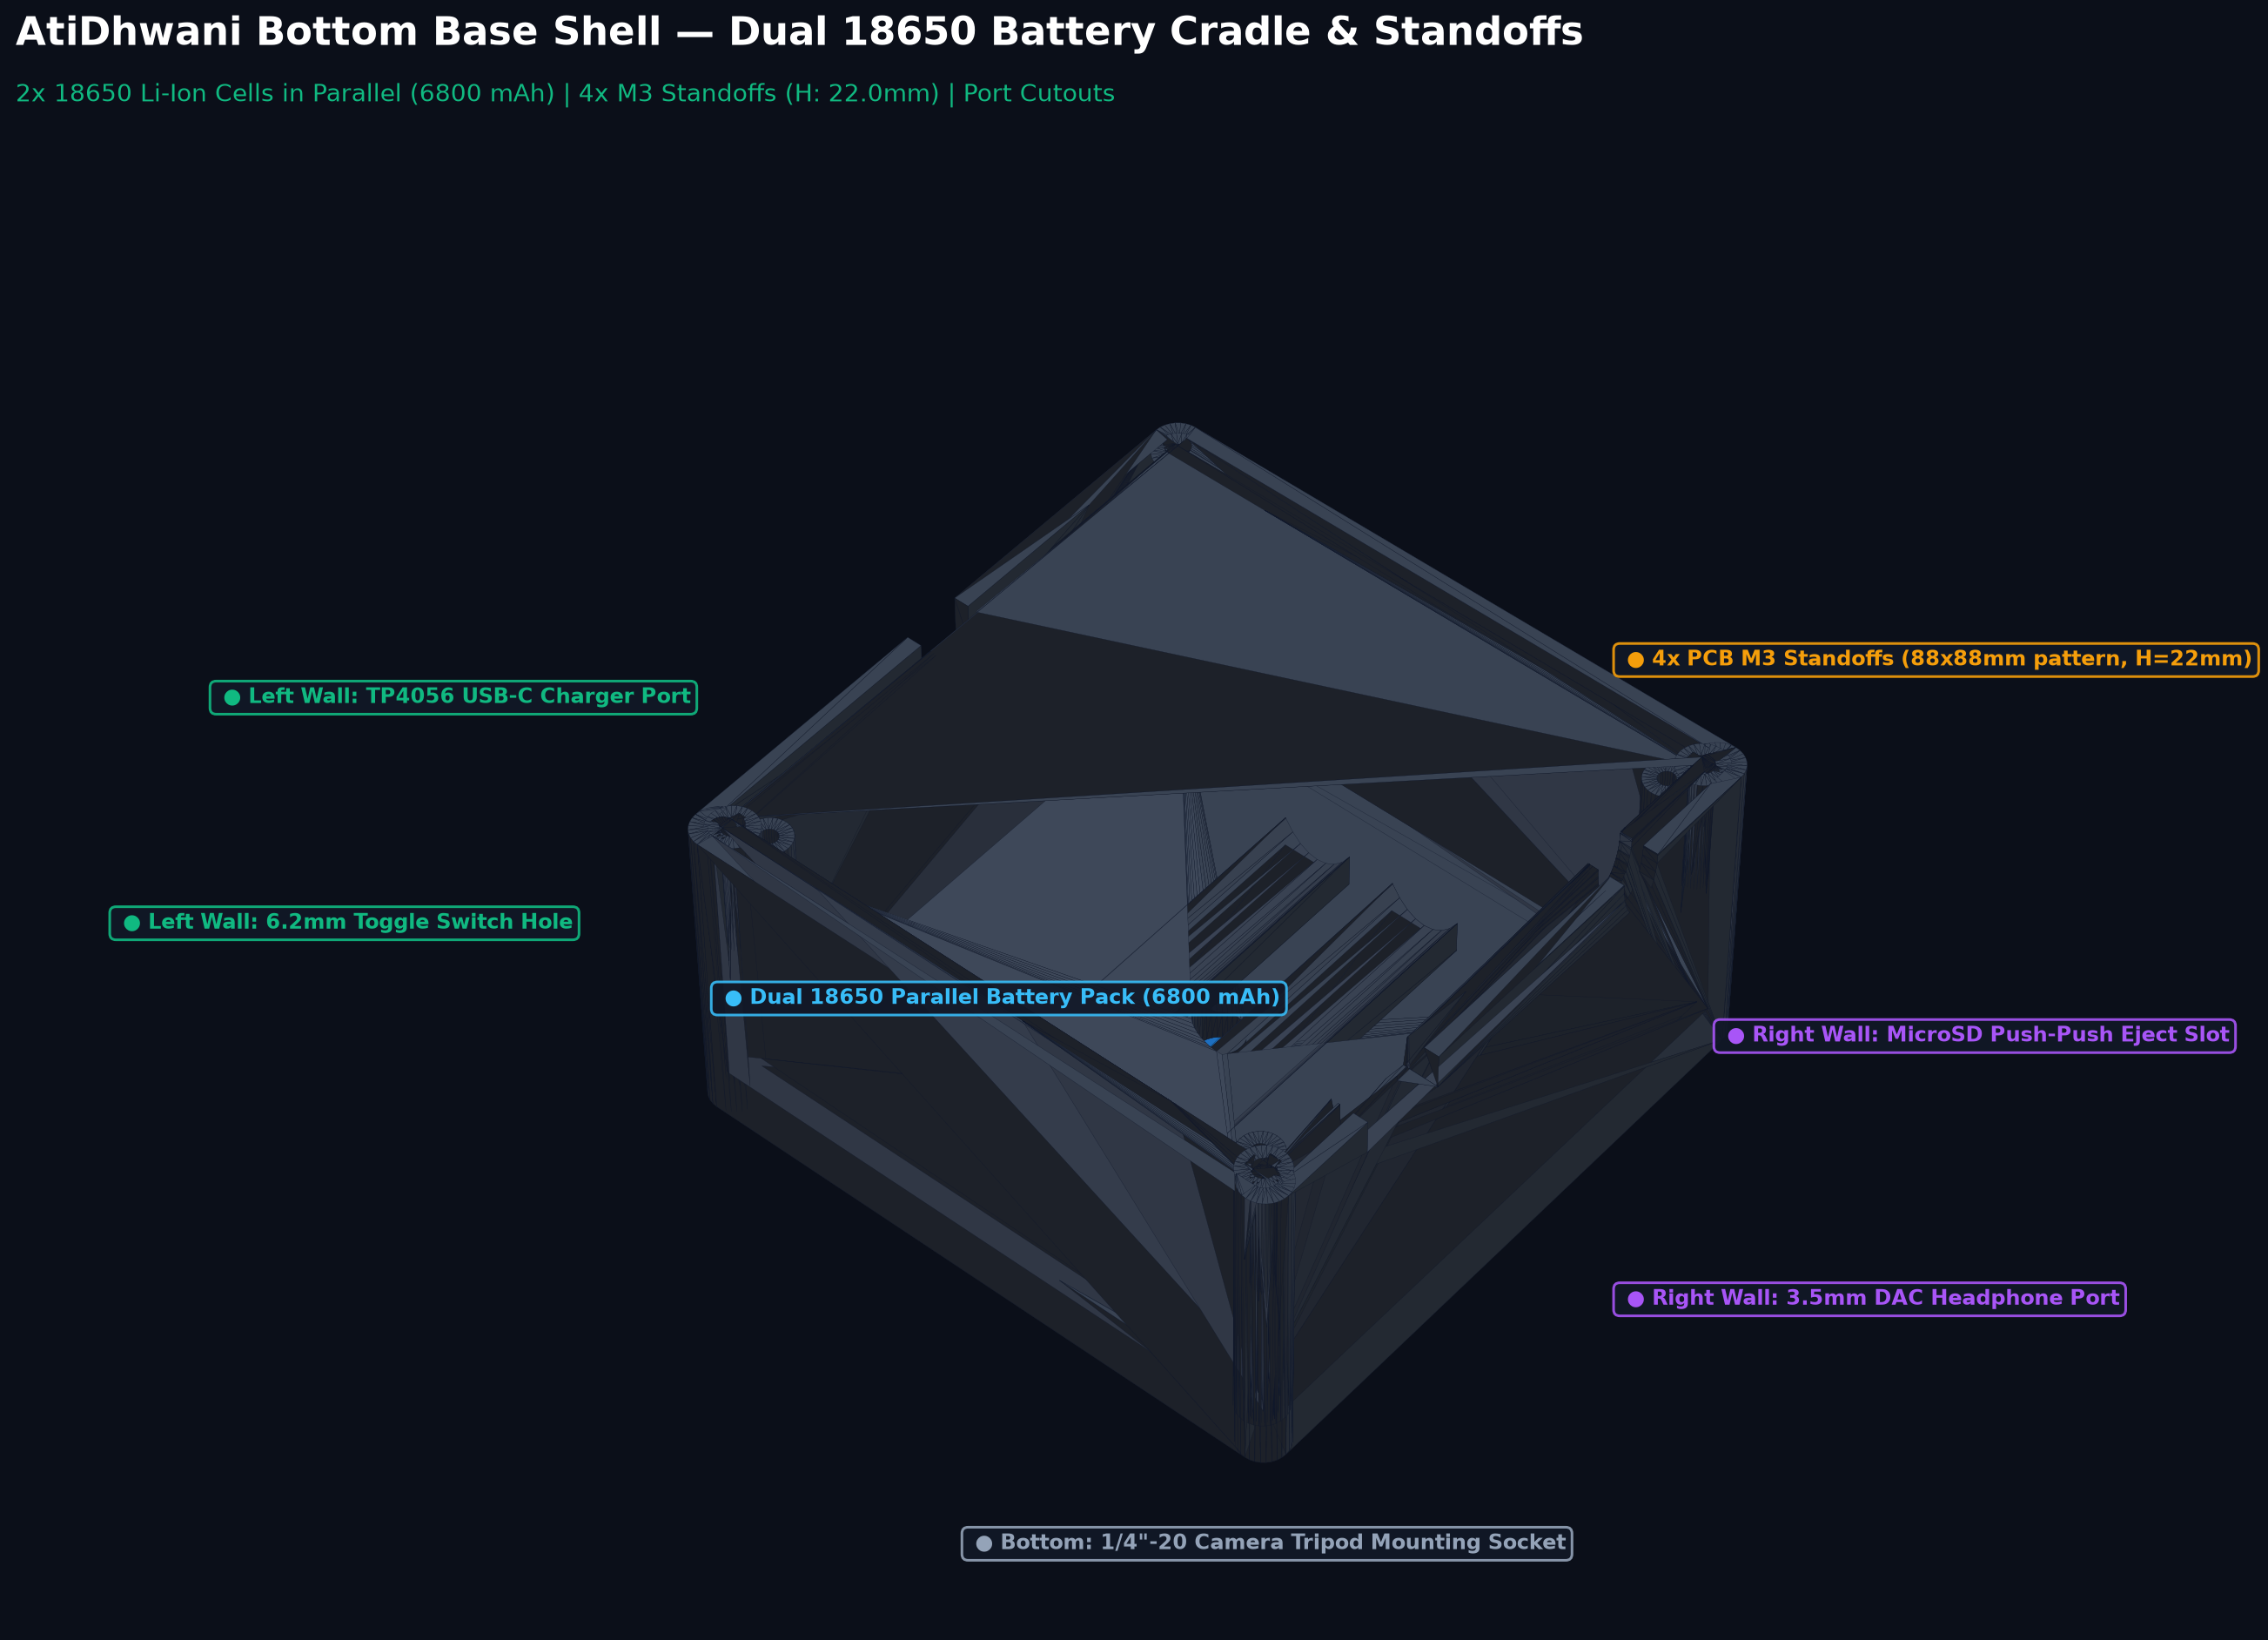 AtiDhwani Bottom Base Shell — Dual 18650 Battery Cradle & Standoffs
2x 18650 Li-Ion Cells in Parallel (6800 mAh) | 4x M3 Standoffs (H: 22.0mm) | Port Cutouts
● 4x PCB M3 Standoffs (88x88mm pattern, H=22mm)
● Left Wall: TP4056 USB-C Charger Port
● Left Wall: 6.2mm Toggle Switch Hole
● Dual 18650 Parallel Battery Pack (6800 mAh)
● Right Wall: MicroSD Push-Push Eject Slot
● Right Wall: 3.5mm DAC Headphone Port
● Bottom: 1/4"-20 Camera Tripod Mounting Socket